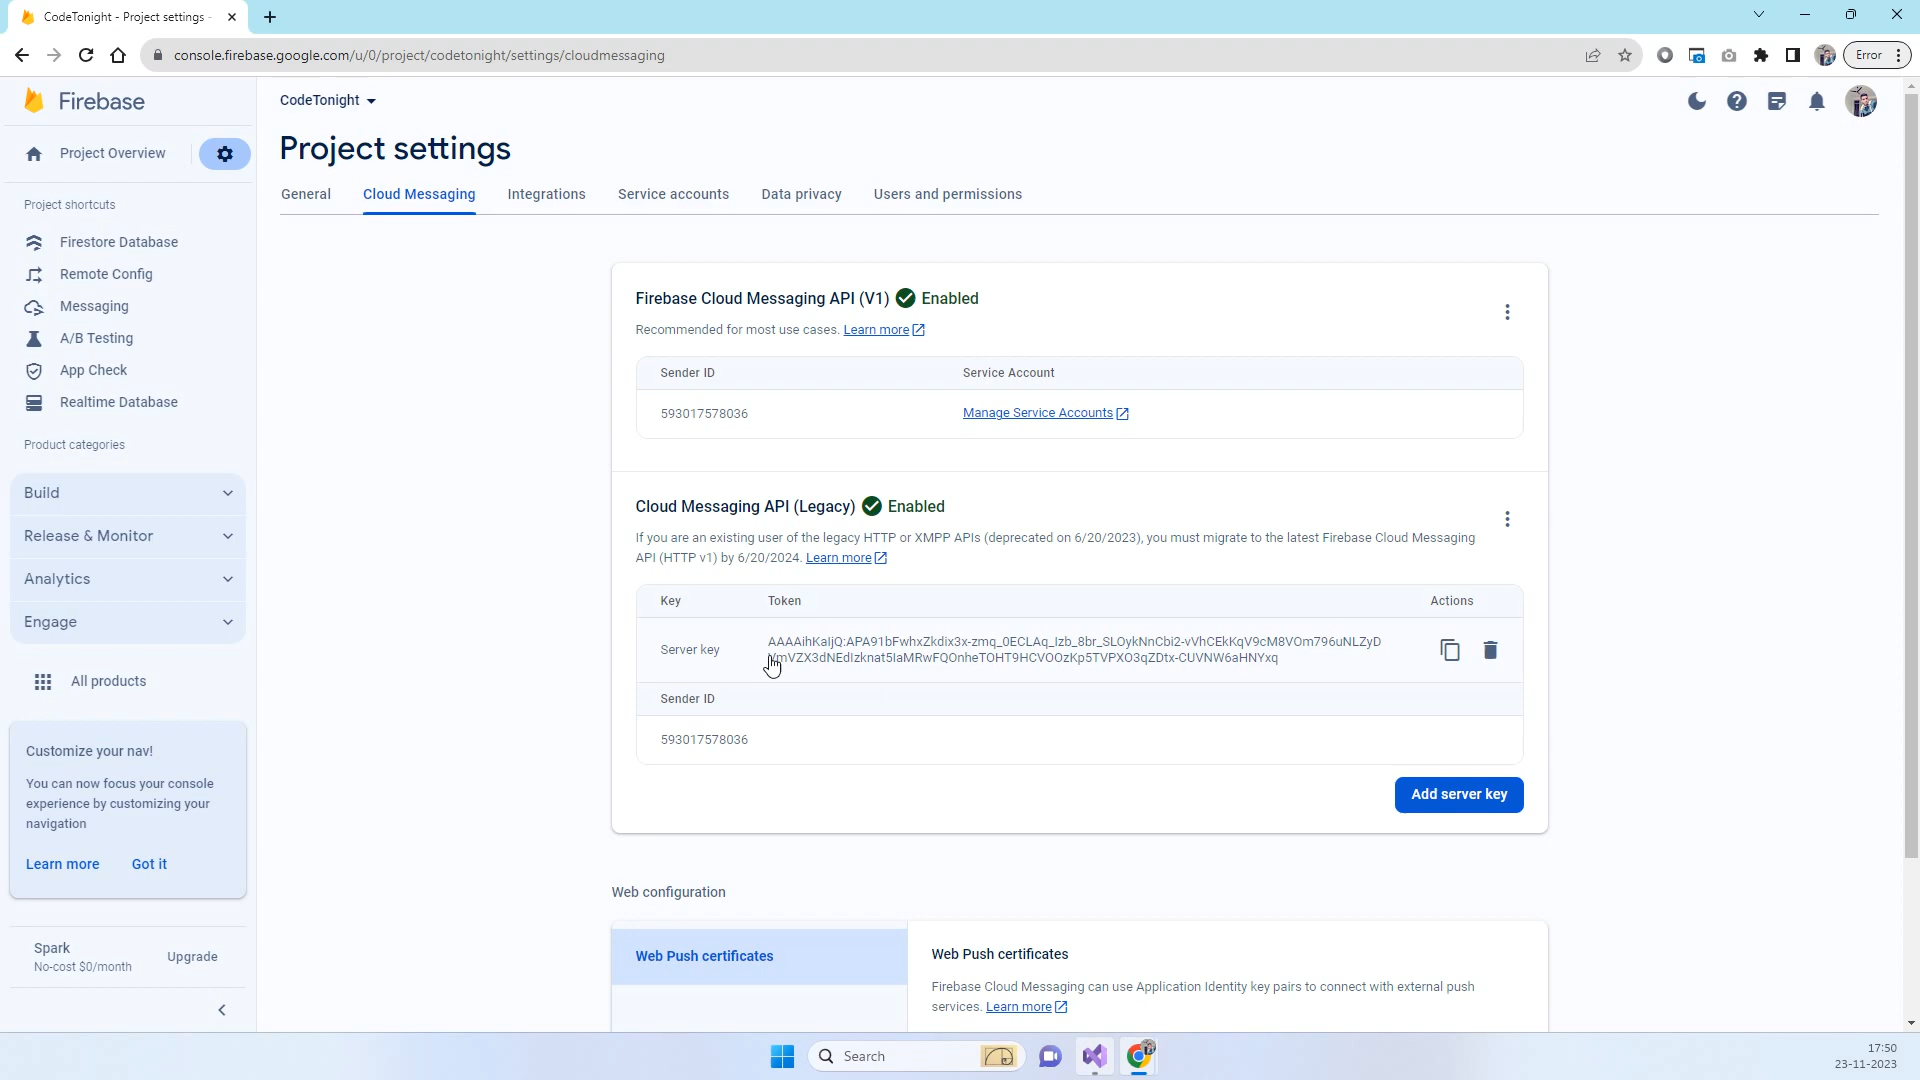 CodeTonight - Project settings -
console.firebase.google.com/u/0/project/codetonight/settings/cloudmessaging
Error
Firebase
CodeTonight
Project Overview
Project settings
General
Cloud Messaging
Integrations
Service accounts
Data privacy
Users and permissions
Project shortcuts
Firestore Database
Remote Config
Messaging
A/B Testing
App Check
Realtime Database
Product categories
Build
Release & Monitor
Analytics
Engage
All products
Customize your nav!
You can now focus your console
experience by customizing your
navigation
Learn more
Got it
Spark
No-cost $0/month
Upgrade
Firebase Cloud Messaging API (V1) Enabled
Recommended for most use cases. Learn more
Sender ID
Service Account
593017578036
Manage Service Accounts
Cloud Messaging API (Legacy) Enabled
If you are an existing user of the legacy HTTP or XMPP APIs (deprecated on 6/20/2023), you must migrate to the latest Firebase Cloud Messaging
API (HTTP v1) by 6/20/2024. Learn more
Key
Token
Actions
Server key
Sender ID
593017578036
Add server key
Web configuration
Web Push certificates
Web Push certificates
Firebase Cloud Messaging can use Application Identity key pairs to connect with external push
services. Learn more
Search
17:50
23-11-2023